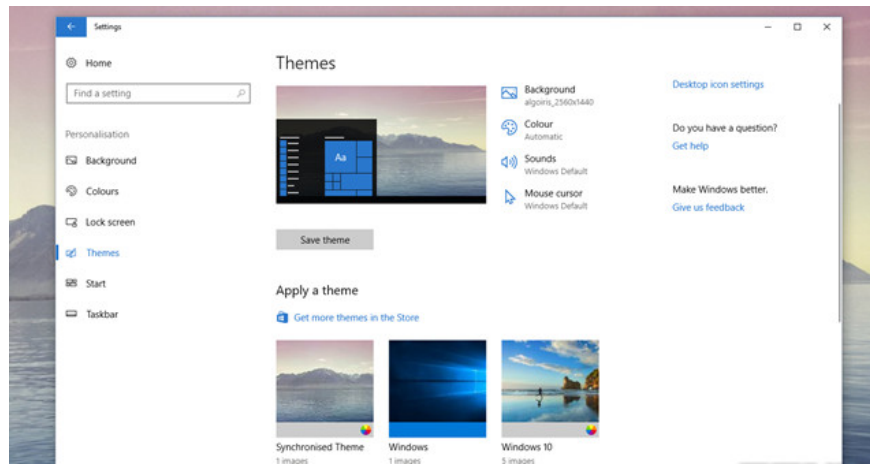 Settings
Home
Find a setting
Personalisation
Background
Colours
Lock screen
Themes
Start
Taskbar
Themes
Aa
Background
algoiris_2560x1440
Colour
Automatic
Sounds
Windows Default
Mouse cursor
Windows Default
Save theme
Apply a theme
Get more themes in the Store
Synchronised Theme
1 images
Windows
1 images
Windows 10
5 images
Desktop icon settings
Do you have a question?
Get help
Make Windows better.
Give us feedback